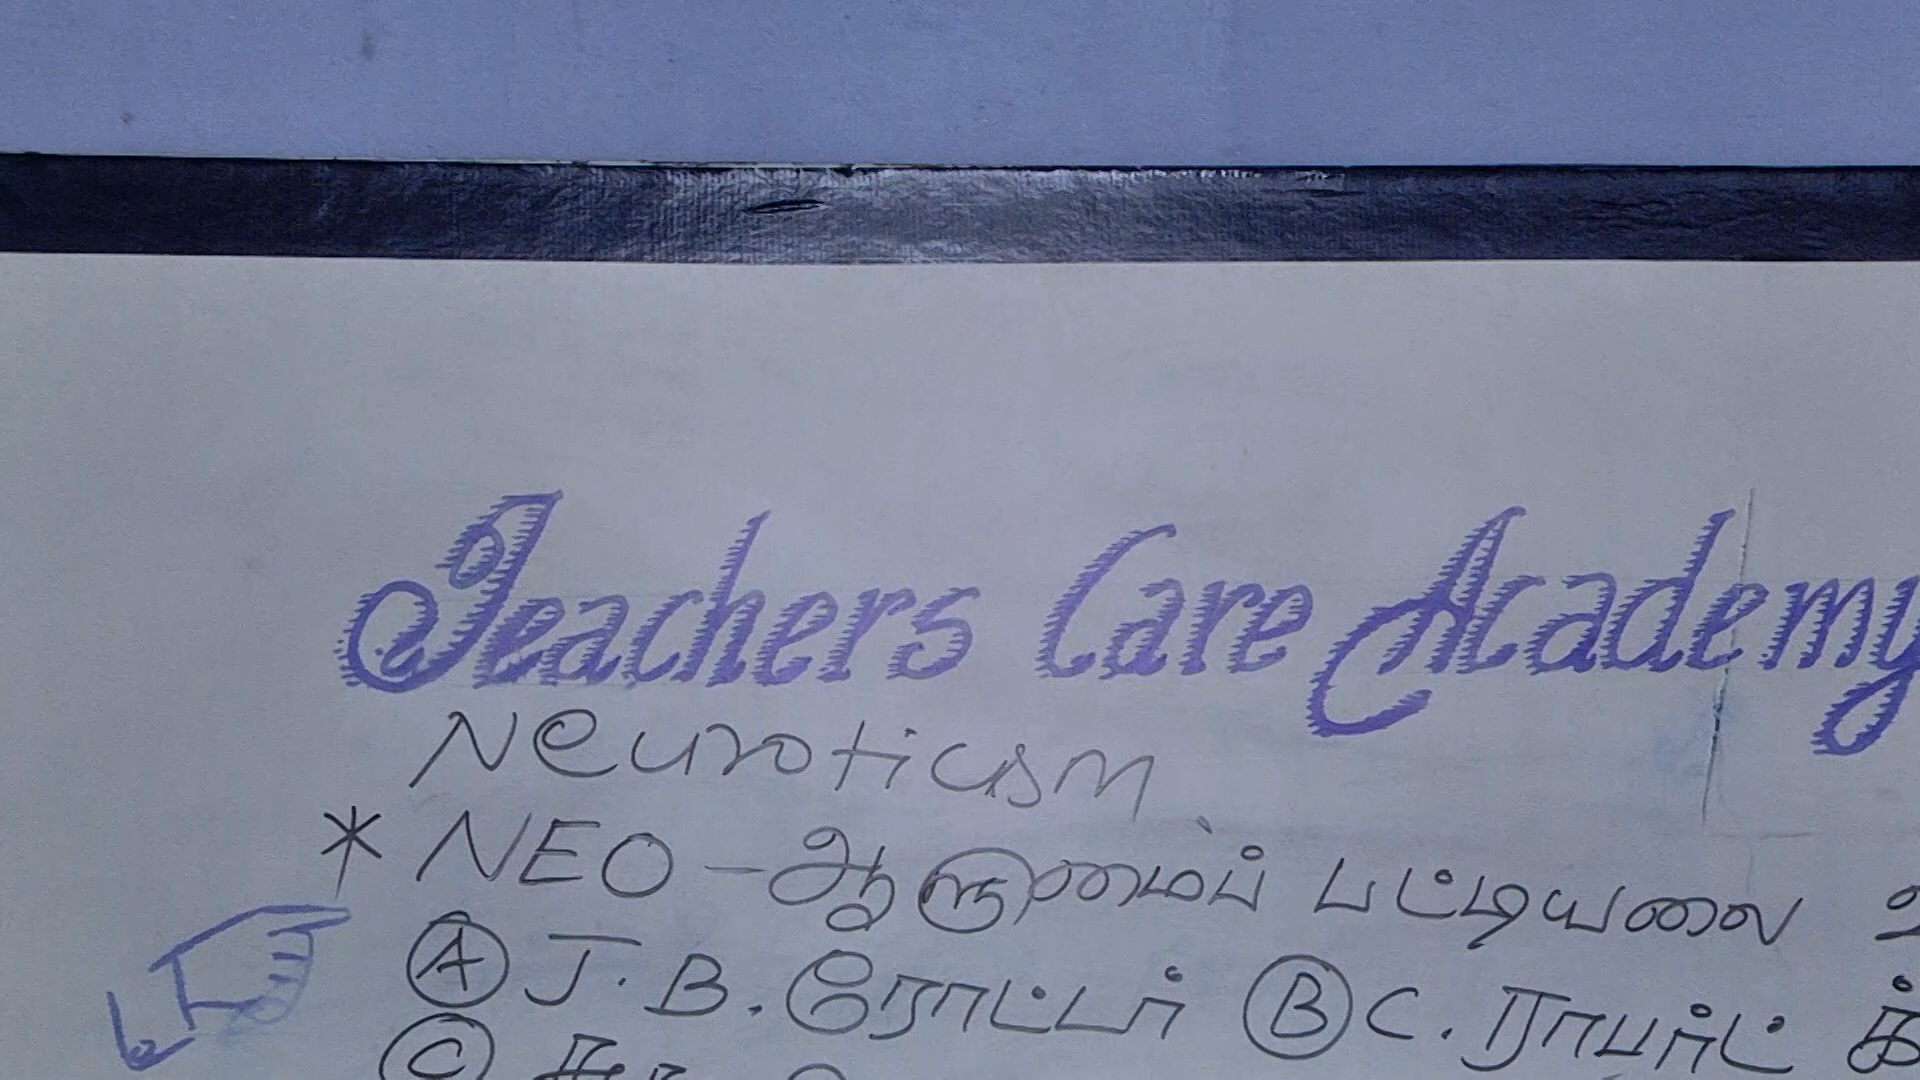 Teachers Care Academy
Neuroticism
* NEO - ஆளுமைப் பட்டியலை
(A) J. B. ரோட்டர் (B) C. ராபர்ட்
(C)